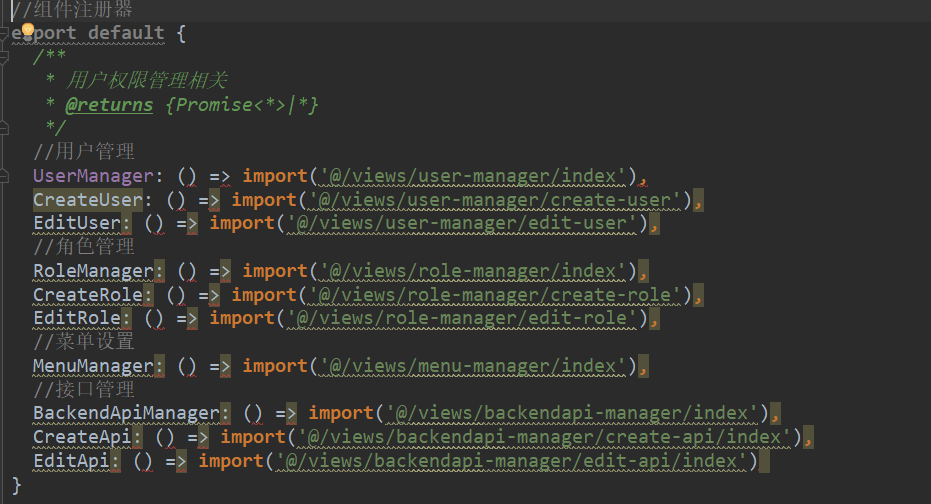 //组件注册器
export default {
/**
* 用户权限管理相关
* @returns {Promise<*>|*}
*/
//用户管理
UserManager: () => import('@/views/user-manager/index'),
CreateUser: () => import('@/views/user-manager/create-user'),
EditUser: () => import('@/views/user-manager/edit-user'),
//角色管理
RoleManager: () => import('@/views/role-manager/index'),
CreateRole: () => import('@/views/role-manager/create-role'),
EditRole: () => import('@/views/role-manager/edit-role'),
//菜单设置
MenuManager: () => import('@/views/menu-manager/index'),
//接口管理
BackendApiManager: () => import('@/views/backendapi-manager/index'),
CreateApi: () => import('@/views/backendapi-manager/create-api/index'),
EditApi: () => import('@/views/backendapi-manager/edit-api/index')
}